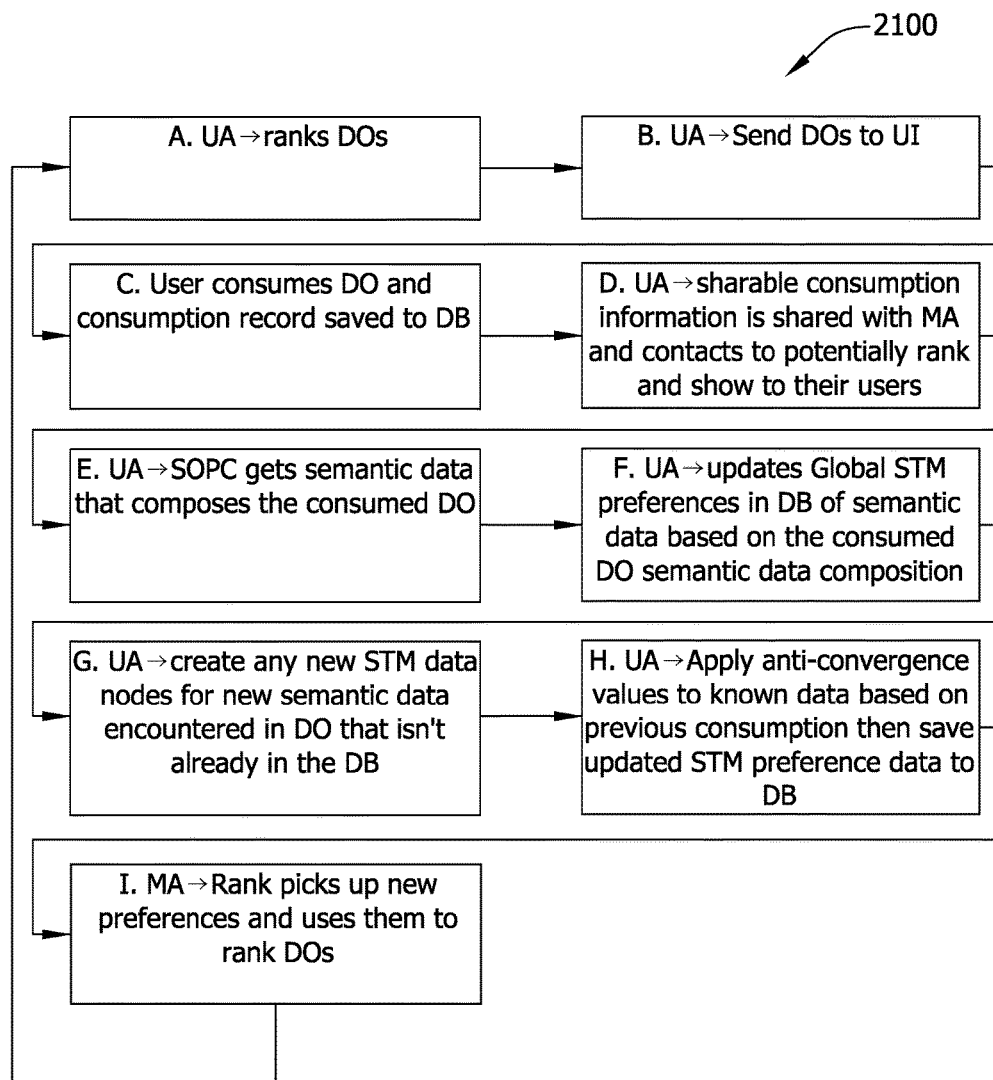 2100
A. UA→ranks DOs
B. UA→Send DOs to UI
C. User consumes DO and
consumption record saved to DB
D. UA→sharable consumption
information is shared with MA
and contacts to potentially rank
and show to their users
E. UA→SOPC gets semantic data
that composes the consumed DO
F. UA→updates Global STM
preferences in DB of semantic
data based on the consumed
DO semantic data composition
G. UA→create any new STM data
nodes for new semantic data
encountered in DO that isn't
already in the DB
H. UA→Apply anti-convergence
values to known data based on
previous consumption then save
updated STM preference data to
DB
I. MA→Rank picks up new
preferences and uses them to
rank DOs